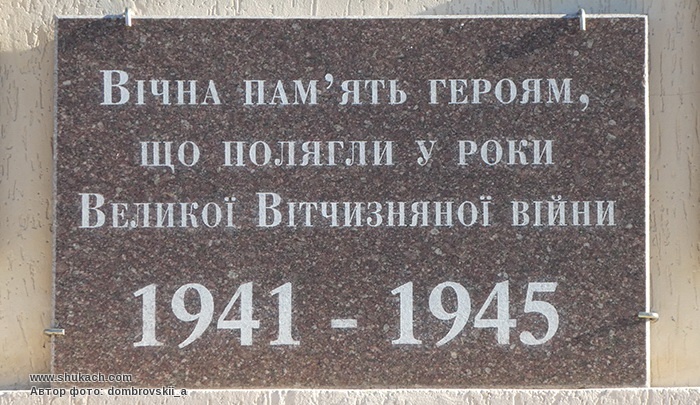 Вічна пам’ять героям,
що полягли у роки
Великої Вітчизняної війни
1941 - 1945
www.shukach.com
Автор фото: dombrovskii_a